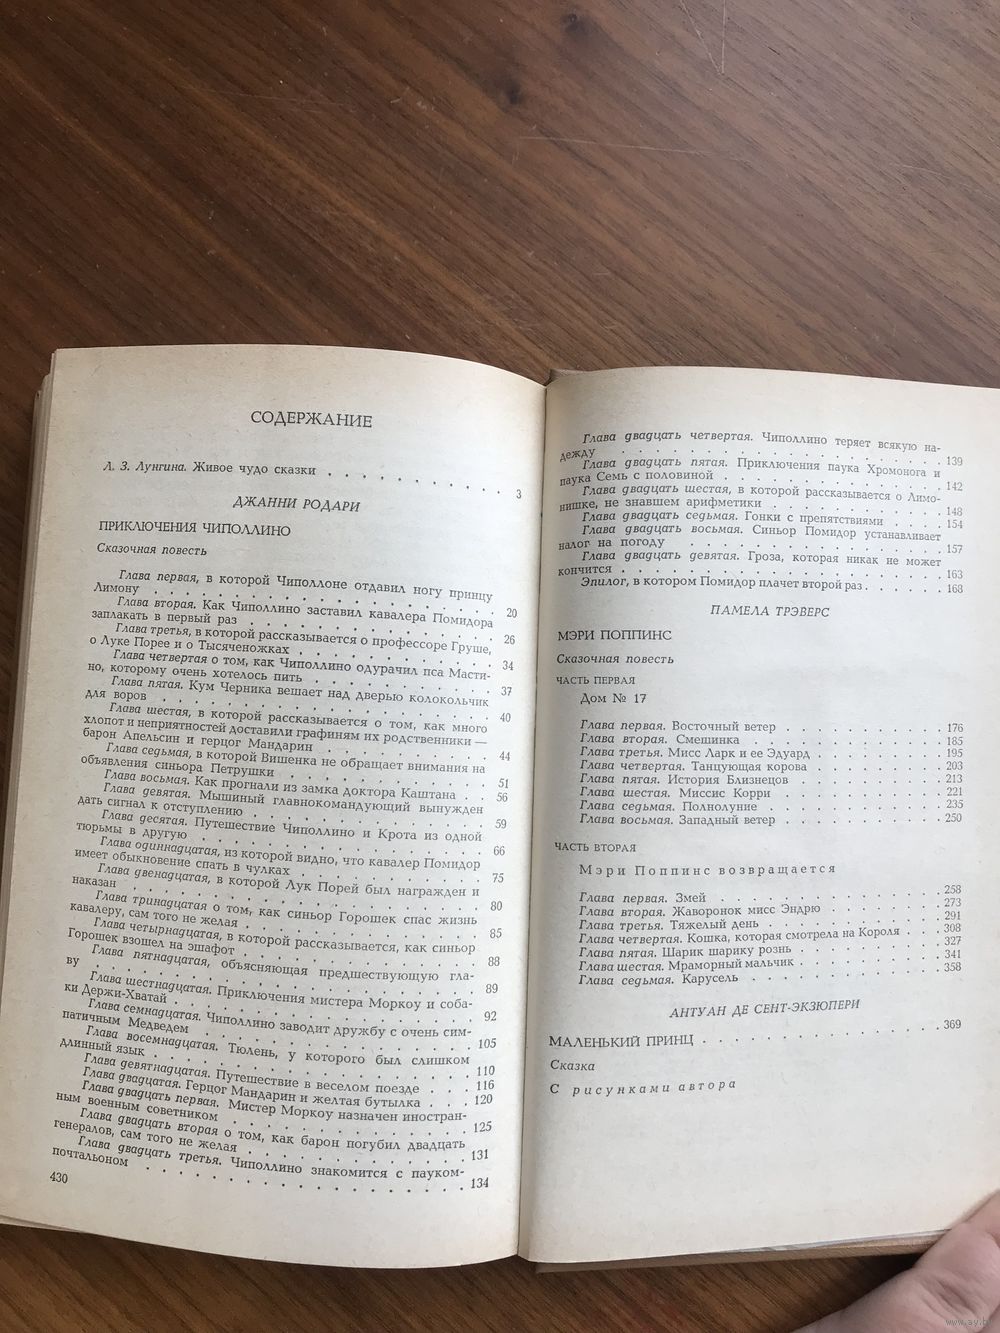 СОДЕРЖАНИЕ
Л. З. Лунгина. Живое чудо сказки . . . . . . . . . . . 3
ДЖАННИ РОДАРИ
ПРИКЛЮЧЕНИЯ ЧИПОЛЛИНО
Сказочная повесть
Глава первая, в которой Чиполлоне отдавил ногу принцу
Лимону . . . . . . . . . . . . . . . . . 20
Глава вторая. Как Чиполлино заставил кавалера Помидора
заплакать в первый раз . . . . . . . . . . . . 26
Глава третья, в которой рассказывается о профессоре Груше,
о Луке Порее и о Тысяченожках . . . . . . . . . . 34
Глава четвертая о том, как Чиполлино одурачил пса Масти-
но, которому очень хотелось пить . . . . . . . . . 37
Глава пятая. Кум Черника вешает над дверью колокольчик
для воров . . . . . . . . . . . . . . . . 40
Глава шестая, в которой рассказывается о том, как много
хлопот и неприятностей доставили графиням их родственники —
барон Апельсин и герцог Мандарин . . . . . . . . 44
Глава седьмая, в которой Вишенка не обращает внимания на
объявления синьора Петрушки . . . . . . . . . . 51
Глава восьмая. Как прогнали из замка доктора Каштана . . 56
Глава девятая. Мышиный главнокомандующий вынужден
дать сигнал к отступлению . . . . . . . . . . . 59
Глава десятая. Путешествие Чиполлино и Крота из одной
тюрьмы в другую . . . . . . . . . . . . . . 66
Глава одиннадцатая, из которой видно, что кавалер Помидор
имеет обыкновение спать в чулках . . . . . . . . . 75
Глава двенадцатая, в которой Лук Порей был награжден и
наказан . . . . . . . . . . . . . . . . . 80
Глава тринадцатая о том, как синьор Горошек спас жизнь
кавалеру, сам того не желая . . . . . . . . . . . 85
Глава четырнадцатая, в которой рассказывается, как синьор
Горошек взошел на эшафот . . . . . . . . . . . 88
Глава пятнадцатая, объясняющая предшествующую гла-
ву . . . . . . . . . . . . . . . . . . . 89
Глава шестнадцатая. Приключения мистера Моркоу и соба-
ки Держи-Хватай . . . . . . . . . . . . . . 92
Глава семнадцатая. Чиполлино заводит дружбу с очень сим-
патичным Медведем . . . . . . . . . . . . . 105
Глава восемнадцатая. Тюлень, у которого был слишком
длинный язык . . . . . . . . . . . . . . . 110
Глава девятнадцатая. Путешествие в веселом поезде . . . 116
Глава двадцатая. Герцог Мандарин и желтая бутылка . . . 120
Глава двадцать первая. Мистер Моркоу назначен иностран-
ным военным советником . . . . . . . . . . . . 125
Глава двадцать вторая о том, как барон погубил двадцать
генералов, сам того не желая . . . . . . . . . . 131
Глава двадцать третья. Чиполлино знакомится с пауком-
почтальоном . . . . . . . . . . . . . . . . 134
430
Глава двадцать четвертая. Чиполлино теряет всякую на-
дежду . . . . . . . . . . . . . . . . . . 139
Глава двадцать пятая. Приключения паука Хромонога и
паука Семь с половиной . . . . . . . . . . . . 142
Глава двадцать шестая, в которой рассказывается о Лимо-
нишке, не знавшем арифметики . . . . . . . . . . 148
Глава двадцать седьмая. Гонки с препятствиями . . . . 154
Глава двадцать восьмая. Синьор Помидор устанавливает
налог на погоду . . . . . . . . . . . . . . 157
Глава двадцать девятая. Гроза, которая никак не может
кончится . . . . . . . . . . . . . . . . . 163
Эпилог, в котором Помидор плачет второй раз . . . . . 168
ПАМЕЛА ТРЭВЕРС
МЭРИ ПОППИНС
Сказочная повесть
ЧАСТЬ ПЕРВАЯ
Дом № 17
Глава первая. Восточный ветер . . . . . . . . . . 176
Глава вторая. Смешинка . . . . . . . . . . . . 185
Глава третья. Мисс Ларк и ее Эдуард . . . . . . . . 195
Глава четвертая. Танцующая корова . . . . . . . . 203
Глава пятая. История Близнецов . . . . . . . . . 213
Глава шестая. Миссис Корри . . . . . . . . . . 221
Глава седьмая. Полнолуние . . . . . . . . . . . 235
Глава восьмая. Западный ветер . . . . . . . . . . 250
ЧАСТЬ ВТОРАЯ
Мэри Поппинс возвращается
Глава первая. Змей . . . . . . . . . . . . . 258
Глава вторая. Жаворонок мисс Эндрю . . . . . . . . 273
Глава третья. Тяжелый день . . . . . . . . . . . 291
Глава четвертая. Кошка, которая смотрела на Короля . . . 308
Глава пятая. Шарик шарику рознь . . . . . . . . . 327
Глава шестая. Мраморный мальчик . . . . . . . . . 341
Глава седьмая. Карусель . . . . . . . . . . . . 358
АНТУАН ДЕ СЕНТ-ЭКЗЮПЕРИ
МАЛЕНЬКИЙ ПРИНЦ . . . . . . . . . . . . . . 369
Сказка
С рисунками автора